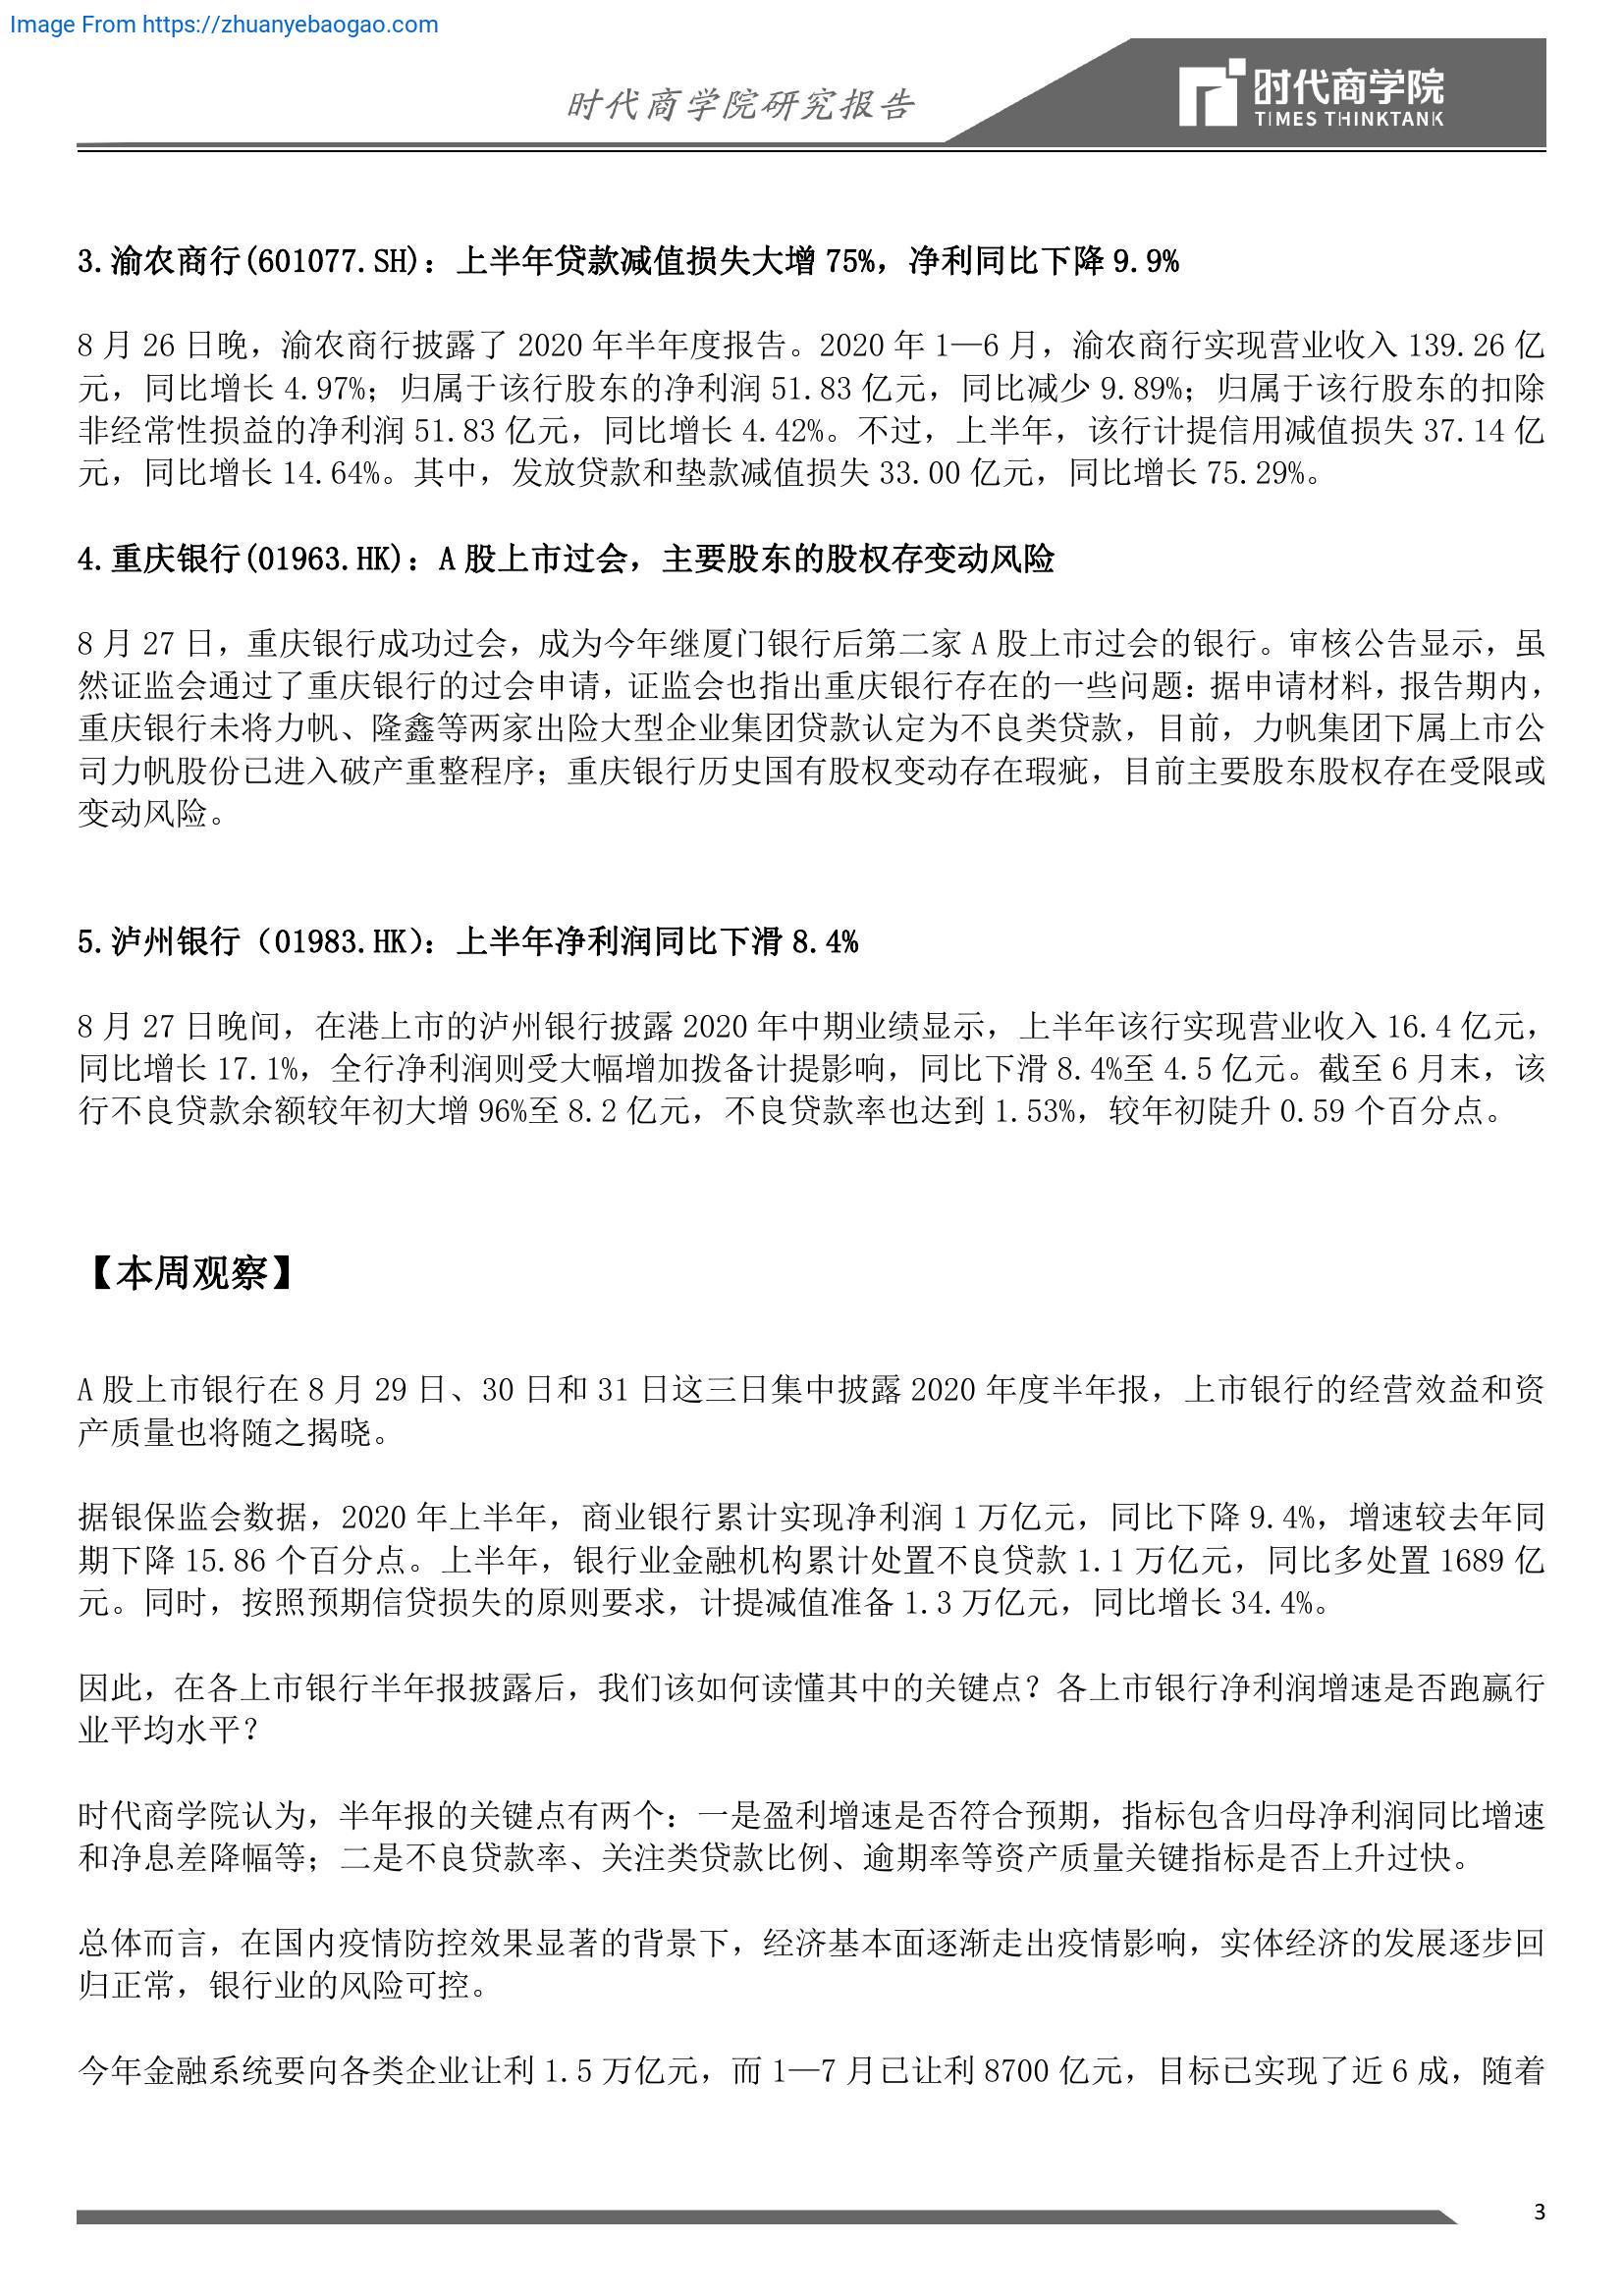 Image From https://zhuanyebaogao.com
时代商学院研究报告
时代商学院
TIMES THINKTANK
3.渝农商行(601077.SH)：上半年贷款减值损失大增 75%，净利同比下降 9.9%
8 月 26 日晚，渝农商行披露了 2020 年半年度报告。2020 年 1—6 月，渝农商行实现营业收入 139.26 亿
元，同比增长 4.97%；归属于该行股东的净利润 51.83 亿元，同比减少 9.89%；归属于该行股东的扣除
非经常性损益的净利润 51.83 亿元，同比增长 4.42%。不过，上半年，该行计提信用减值损失 37.14 亿
元，同比增长 14.64%。其中，发放贷款和垫款减值损失 33.00 亿元，同比增长 75.29%。
4.重庆银行(01963.HK)：A 股上市过会，主要股东的股权存变动风险
8 月 27 日，重庆银行成功过会，成为今年继厦门银行后第二家 A 股上市过会的银行。审核公告显示，虽
然证监会通过了重庆银行的过会申请，证监会也指出重庆银行存在的一些问题：据申请材料，报告期内，
重庆银行未将力帆、隆鑫等两家出险大型企业集团贷款认定为不良类贷款，目前，力帆集团下属上市公
司力帆股份已进入破产重整程序；重庆银行历史国有股权变动存在瑕疵，目前主要股东股权存在受限或
变动风险。
5.泸州银行（01983.HK）：上半年净利润同比下滑 8.4%
8 月 27 日晚间，在港上市的泸州银行披露 2020 年中期业绩显示，上半年该行实现营业收入 16.4 亿元，
同比增长 17.1%，全行净利润则受大幅增加拨备计提影响，同比下滑 8.4%至 4.5 亿元。截至 6 月末，该
行不良贷款余额较年初大增 96%至 8.2 亿元，不良贷款率也达到 1.53%，较年初陡升 0.59 个百分点。
【本周观察】
A 股上市银行在 8 月 29 日、30 日和 31 日这三日集中披露 2020 年度半年报，上市银行的经营效益和资
产质量也将随之揭晓。
据银保监会数据，2020 年上半年，商业银行累计实现净利润 1 万亿元，同比下降 9.4%，增速较去年同
期下降 15.86 个百分点。上半年，银行业金融机构累计处置不良贷款 1.1 万亿元，同比多处置 1689 亿
元。同时，按照预期信贷损失的原则要求，计提减值准备 1.3 万亿元，同比增长 34.4%。
因此，在各上市银行半年报披露后，我们该如何读懂其中的关键点？各上市银行净利润增速是否跑赢行
业平均水平？
时代商学院认为，半年报的关键点有两个：一是盈利增速是否符合预期，指标包含归母净利润同比增速
和净息差降幅等；二是不良贷款率、关注类贷款比例、逾期率等资产质量关键指标是否上升过快。
总体而言，在国内疫情防控效果显著的背景下，经济基本面逐渐走出疫情影响，实体经济的发展逐步回
归正常，银行业的风险可控。
今年金融系统要向各类企业让利 1.5 万亿元，而 1—7 月已让利 8700 亿元，目标已实现了近 6 成，随着
3